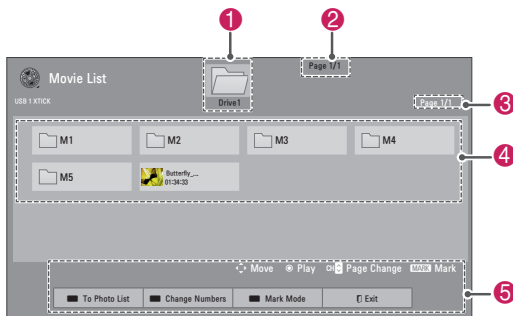 1
2
Page 1/1
Movie List
USB 1 XTICK
Drive1
Page 1/1
3
M1
M2
M3
M4
4
M5
Butterfly_...
01:34:33
Move
Play
CH
Page Change
MARK
Mark
5
To Photo List
Change Numbers
Mark Mode
Exit